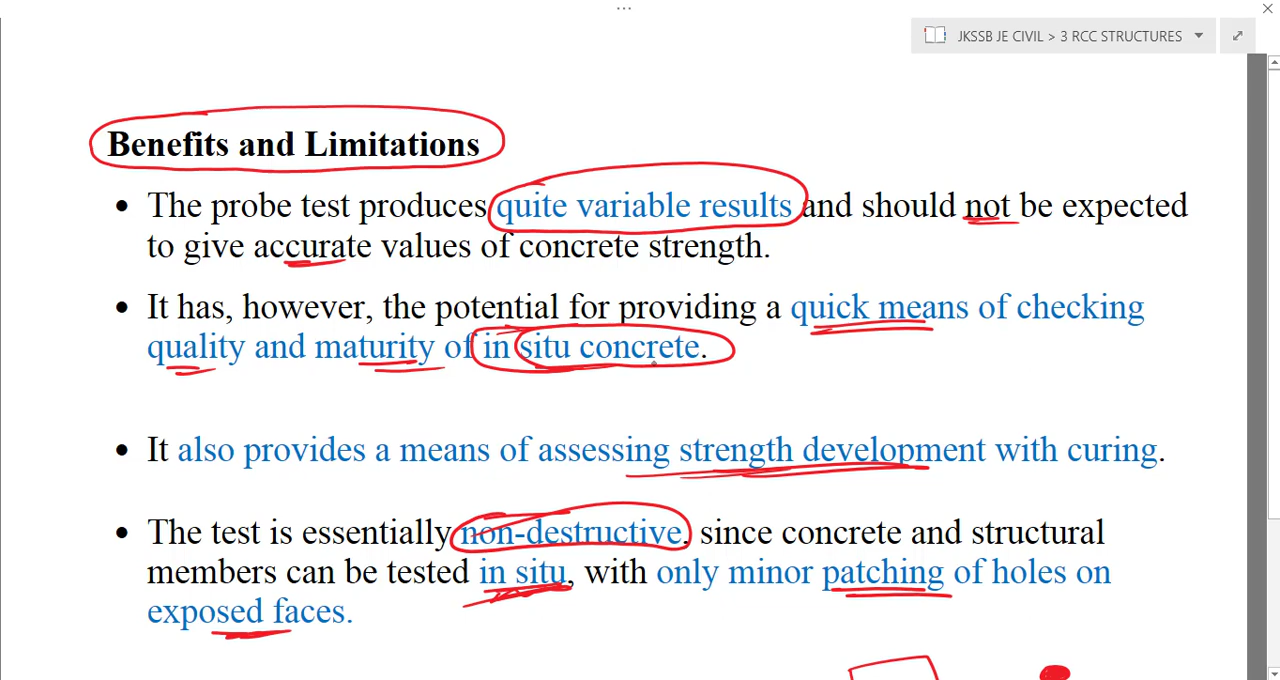 ...
JKSSB JE CIVIL > 3 RCC STRUCTURES
Benefits and Limitations
• The probe test produces quite variable results and should not be expected
to give accurate values of concrete strength.
• It has, however, the potential for providing a quick means of checking
quality and maturity of in situ concrete.
• It also provides a means of assessing strength development with curing.
• The test is essentially non-destructive, since concrete and structural
members can be tested in situ, with only minor patching of holes on
exposed faces.